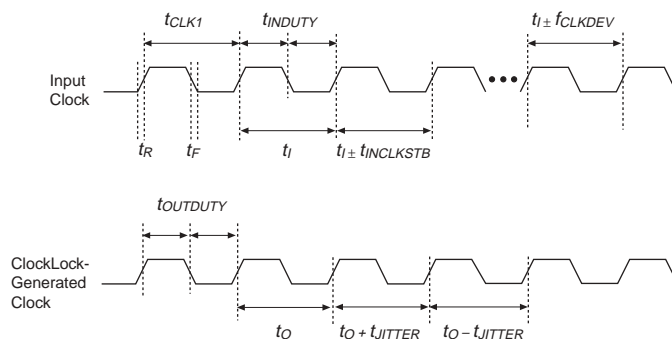 tCLK1 tINDUTY tI ± fCLKDEV
Input
Clock
tR tF tI tI ± tINCLKSTB
tOUTDUTY
ClockLock-
Generated
Clock
tO tO + tJITTER tO – tJITTER